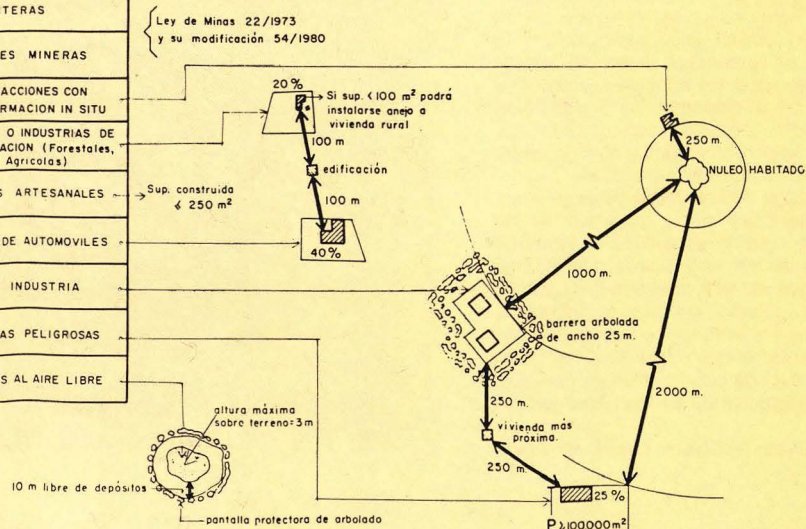 TERAS
ES MINERAS
ACCIONES CON
RMACION IN SITU
O INDUSTRIAS DE
ACION (Forestales,
Agricolas)
S ARTESANALES
DE AUTOMOVILES
INDUSTRIA
AS PELIGROSAS
S AL AIRE LIBRE
Ley de Minas 22/1973
y su modificación 54/1980
20%
Si sup. < 100 m² podrá
instalarse anejo a
vivienda rural
100 m
edificación
100 m
Sup. construida
≤ 250 m²
40%
250 m.
NULEO HABITADO
1000 m.
barrera arbolada
de ancho 25 m.
2000 m.
250 m.
vivienda más
próxima.
250 m.
25 %
P ≥ 100000 m²
altura máxima
sobre terreno=3m
10 m libre de depósitos
pantalla protectora de arbolado